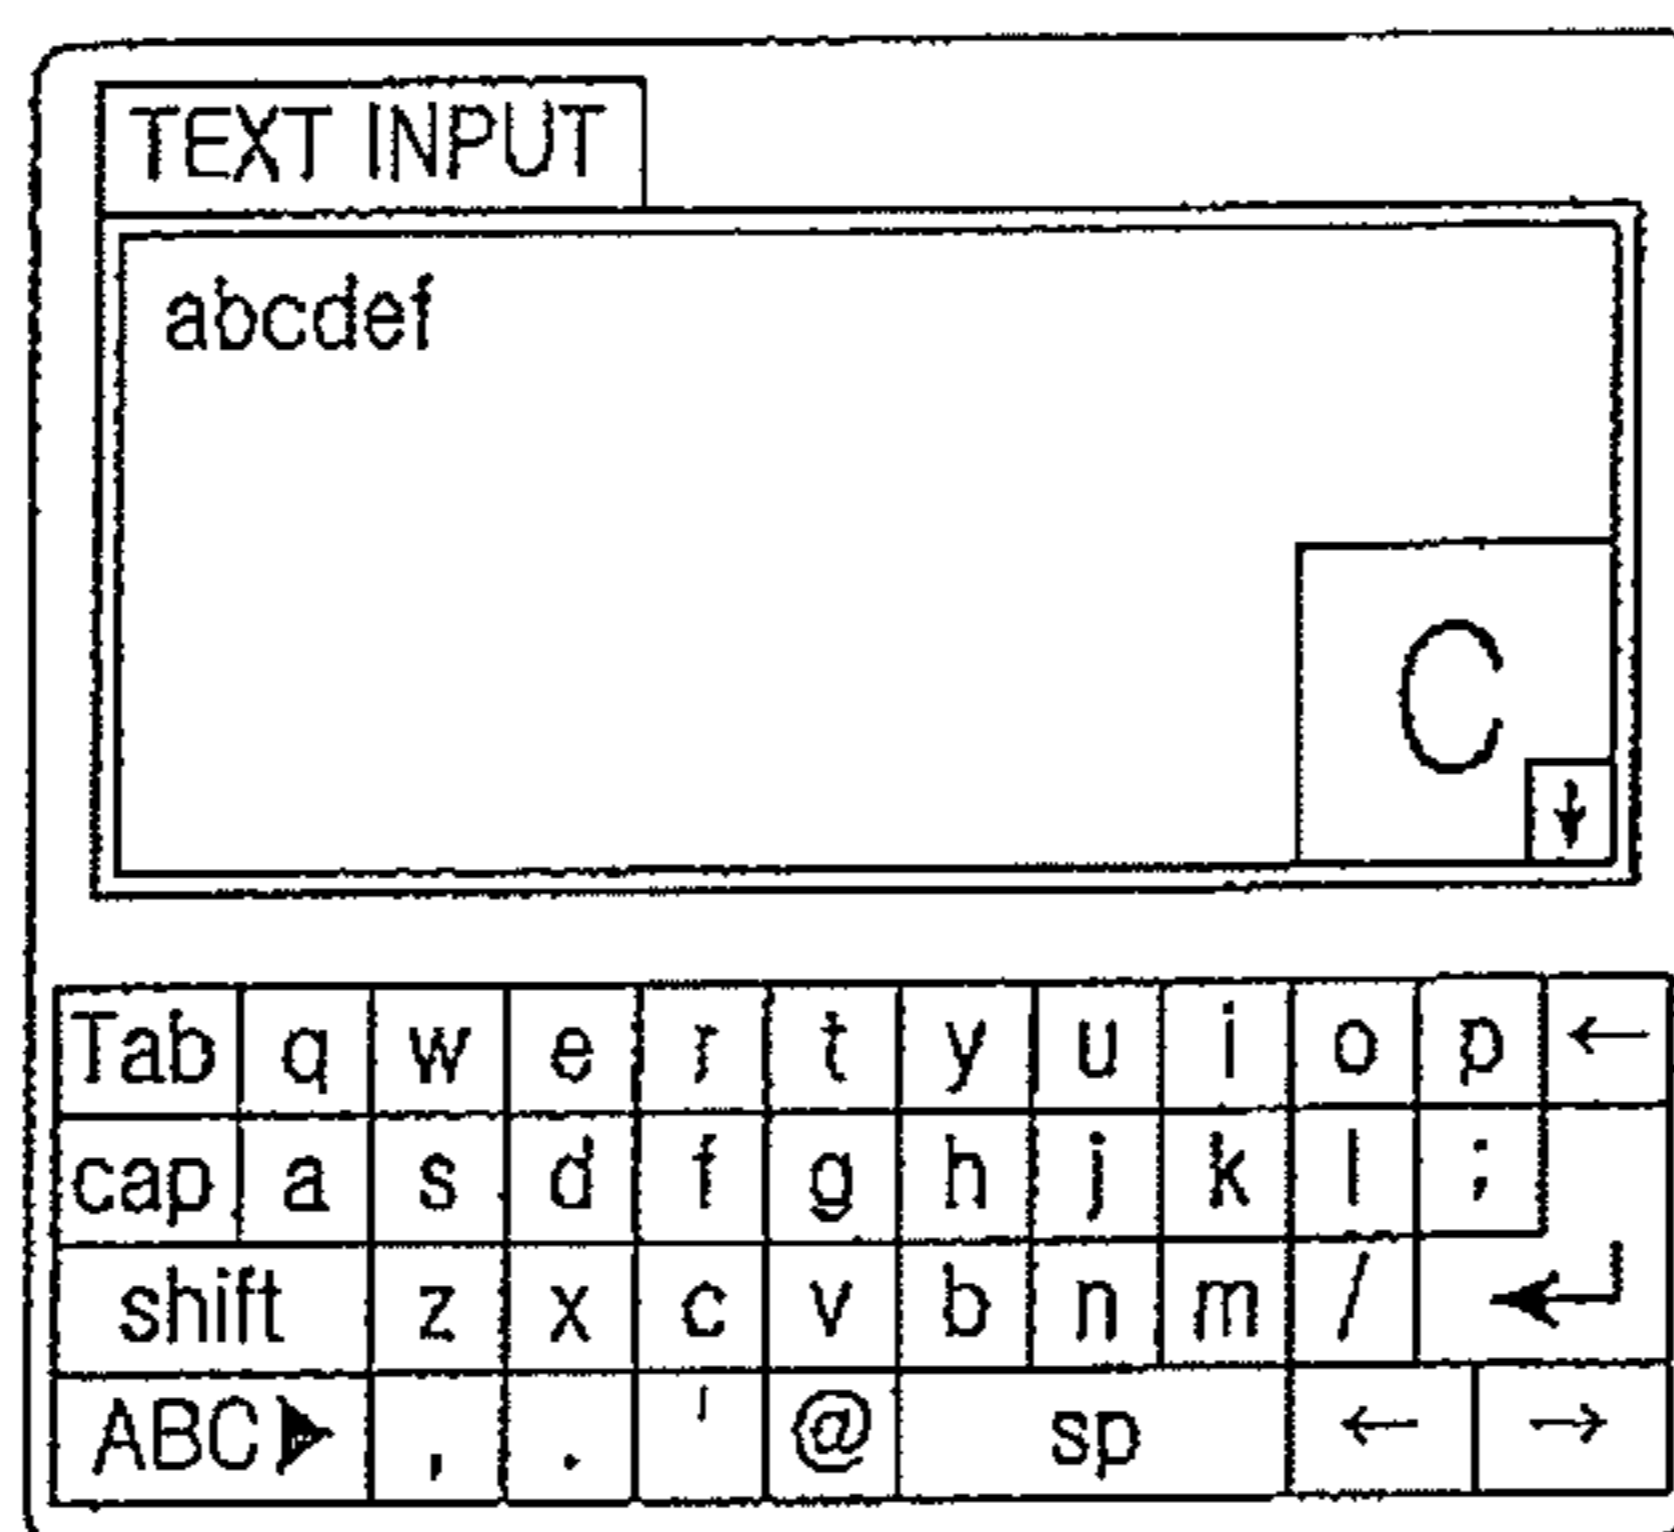 TEXT INPUT
abcdef
C
↓
Tab q w e r t y u i o p ←
cap a s d f g h j k l ;
shift z x c v b n m / ↵
ABC▶ , . ' @ sp ← →